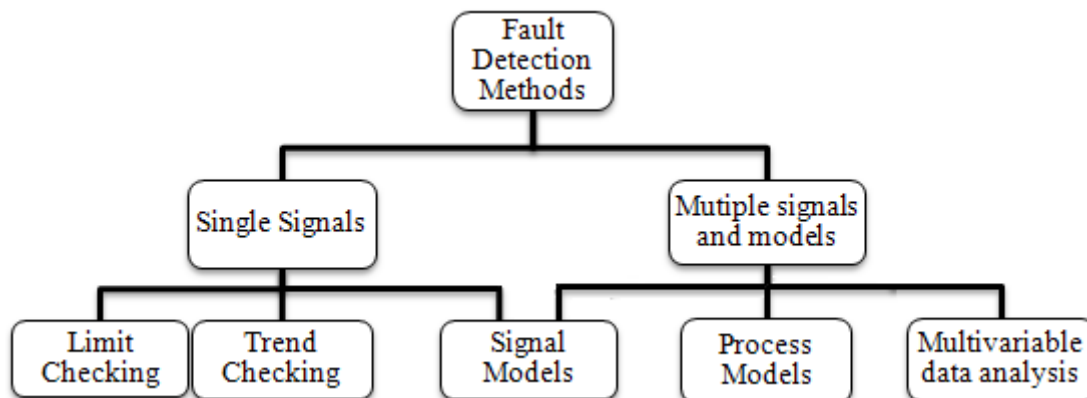 Fault
Detection
Methods
Single Signals
Mutiple signals
and models
Limit
Checking
Trend
Checking
Signal
Models
Process
Models
Multivariable
data analysis